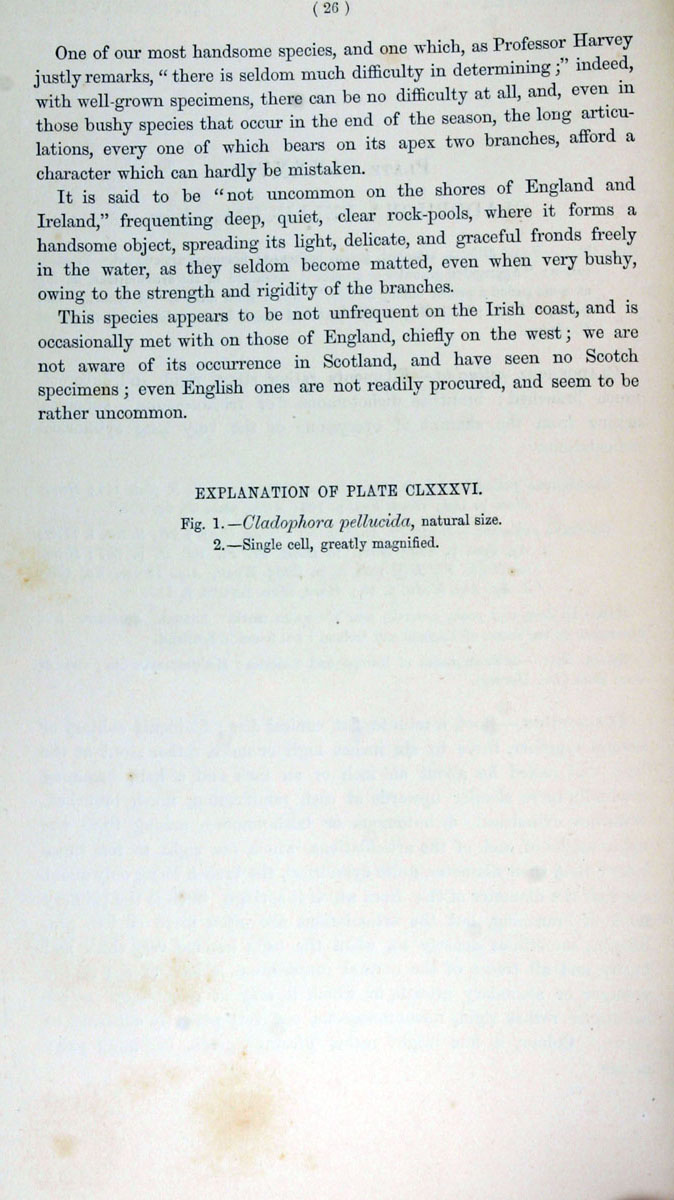 ( 26 )
One of our most handsome species, and one which, as Professor Harvey
justly remarks, “ there is seldom much difficulty in determining ;” indeed,
with well-grown specimens, there can be no difficulty at all, and, even in
those bushy species that occur in the end of the season, the long articu-
lations, every one of which bears on its apex two branches, afford a
character which can hardly be mistaken.
It is said to be “not uncommon on the shores of England and
Ireland,” frequenting deep, quiet, clear rock-pools, where it forms a
handsome object, spreading its light, delicate, and graceful fronds freely
in the water, as they seldom become matted, even when very bushy,
owing to the strength and rigidity of the branches.
This species appears to be not unfrequent on the Irish coast, and is
occasionally met with on those of England, chiefly on the west ; we are
not aware of its occurrence in Scotland, and have seen no Scotch
specimens ; even English ones are not readily procured, and seem to be
rather uncommon.
EXPLANATION OF PLATE CLXXXVI.
Fig. 1.—Cladophora pellucida, natural size.
2.—Single cell, greatly magnified.